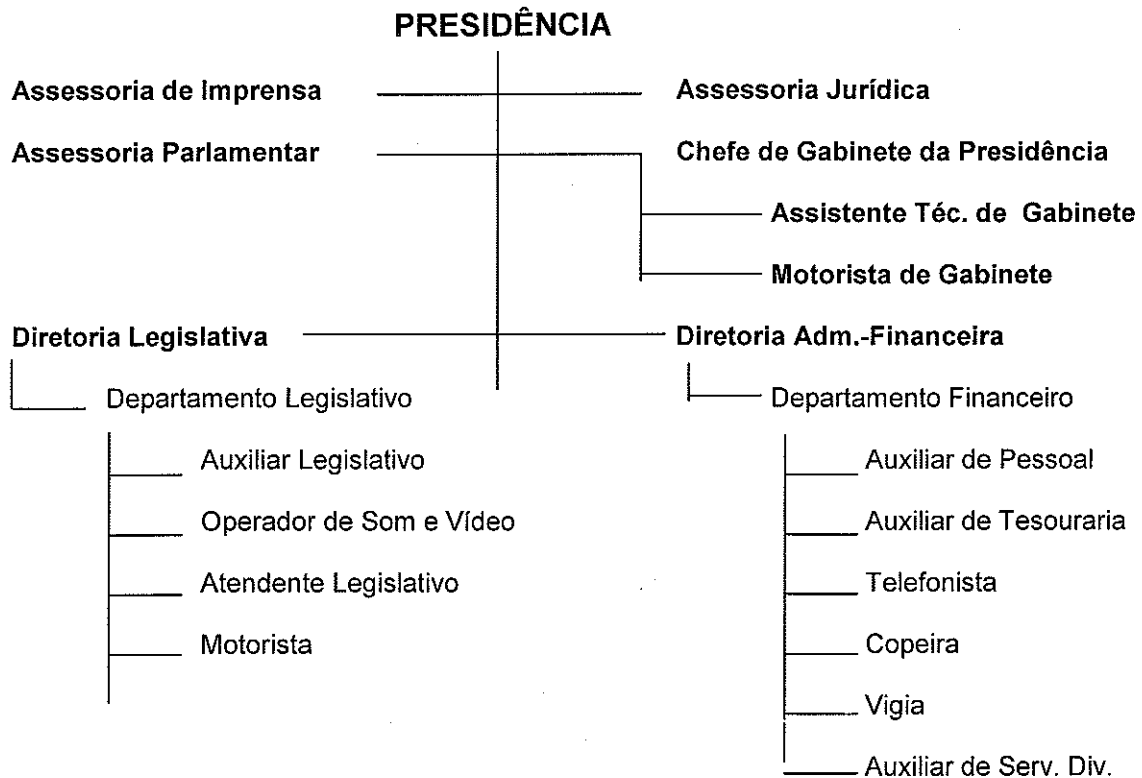 PRESIDÊNCIA
Assessoria de Imprensa
Assessoria Jurídica
Assessoria Parlamentar
Chefe de Gabinete da Presidência
Assistente Téc. de Gabinete
Motorista de Gabinete
Diretoria Legislativa
Diretoria Adm.-Financeira
Departamento Legislativo
Departamento Financeiro
Auxiliar Legislativo
Auxiliar de Pessoal
Operador de Som e Vídeo
Auxiliar de Tesouraria
Atendente Legislativo
Telefonista
Motorista
Copeira
Vigia
Auxiliar de Serv. Div.